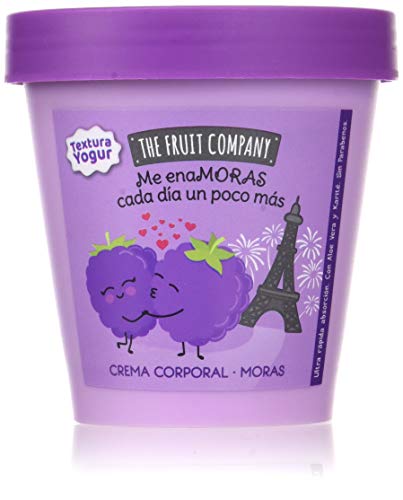 Textura
Yogur
THE FRUIT COMPANY
Me enaMORAS
cada día un poco más
CREMA CORPORAL · MORAS
Ultra rápida absorción. Con Aloe Vera y Karité. Sin Parabenos.